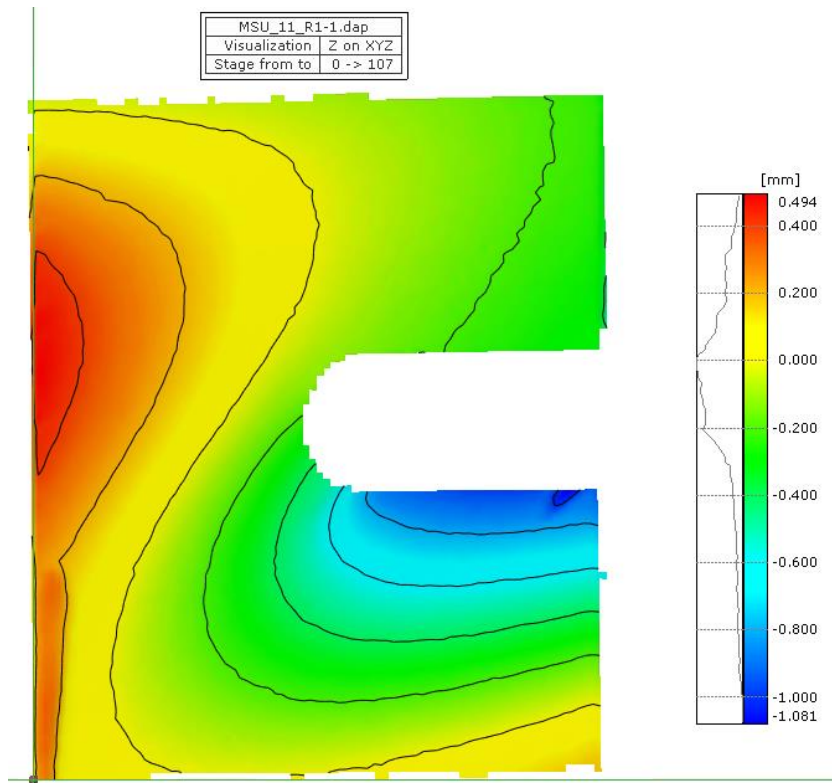 MSU_11_R1-1.dap
Visualization Z on XYZ
Stage from to 0 -> 107
[mm]
0.494
0.400
0.200
0.000
-0.200
-0.400
-0.600
-0.800
-1.000
-1.081